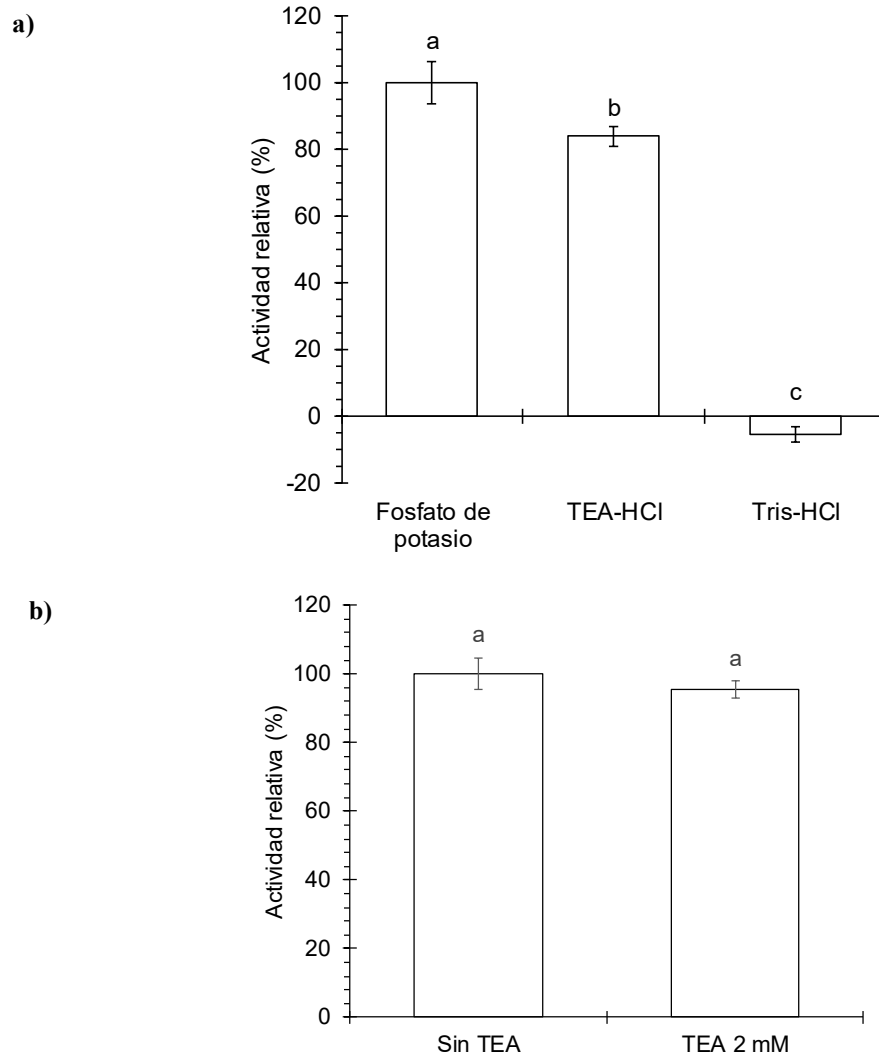 a)
120
100
80
60
40
20
0
-20
Actividad relativa (%)
a
b
c
Fosfato de
potasio
TEA-HCl
Tris-HCl
b)
120
100
80
60
40
20
0
Actividad relativa (%)
a
a
Sin TEA
TEA 2 mM